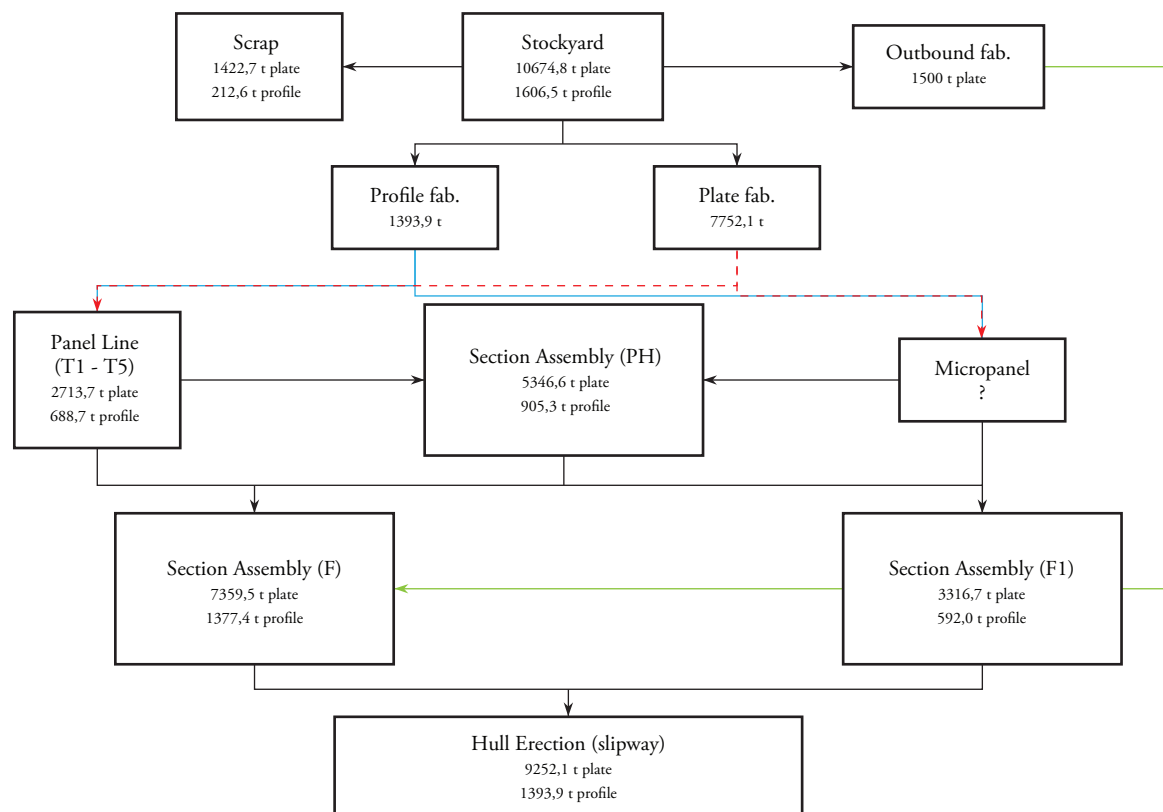 Scrap
1422,7 t plate
212,6 t profile
Stockyard
10674,8 t plate
1606,5 t profile
Outbound fab.
1500 t plate
Profile fab.
1393,9 t
Plate fab.
7752,1 t
Panel Line
(T1 - T5)
2713,7 t plate
688,7 t profile
Section Assembly (PH)
5346,6 t plate
905,3 t profile
Micropanel
?
Section Assembly (F)
7359,5 t plate
1377,4 t profile
Section Assembly (F1)
3316,7 t plate
592,0 t profile
Hull Erection (slipway)
9252,1 t plate
1393,9 t profile